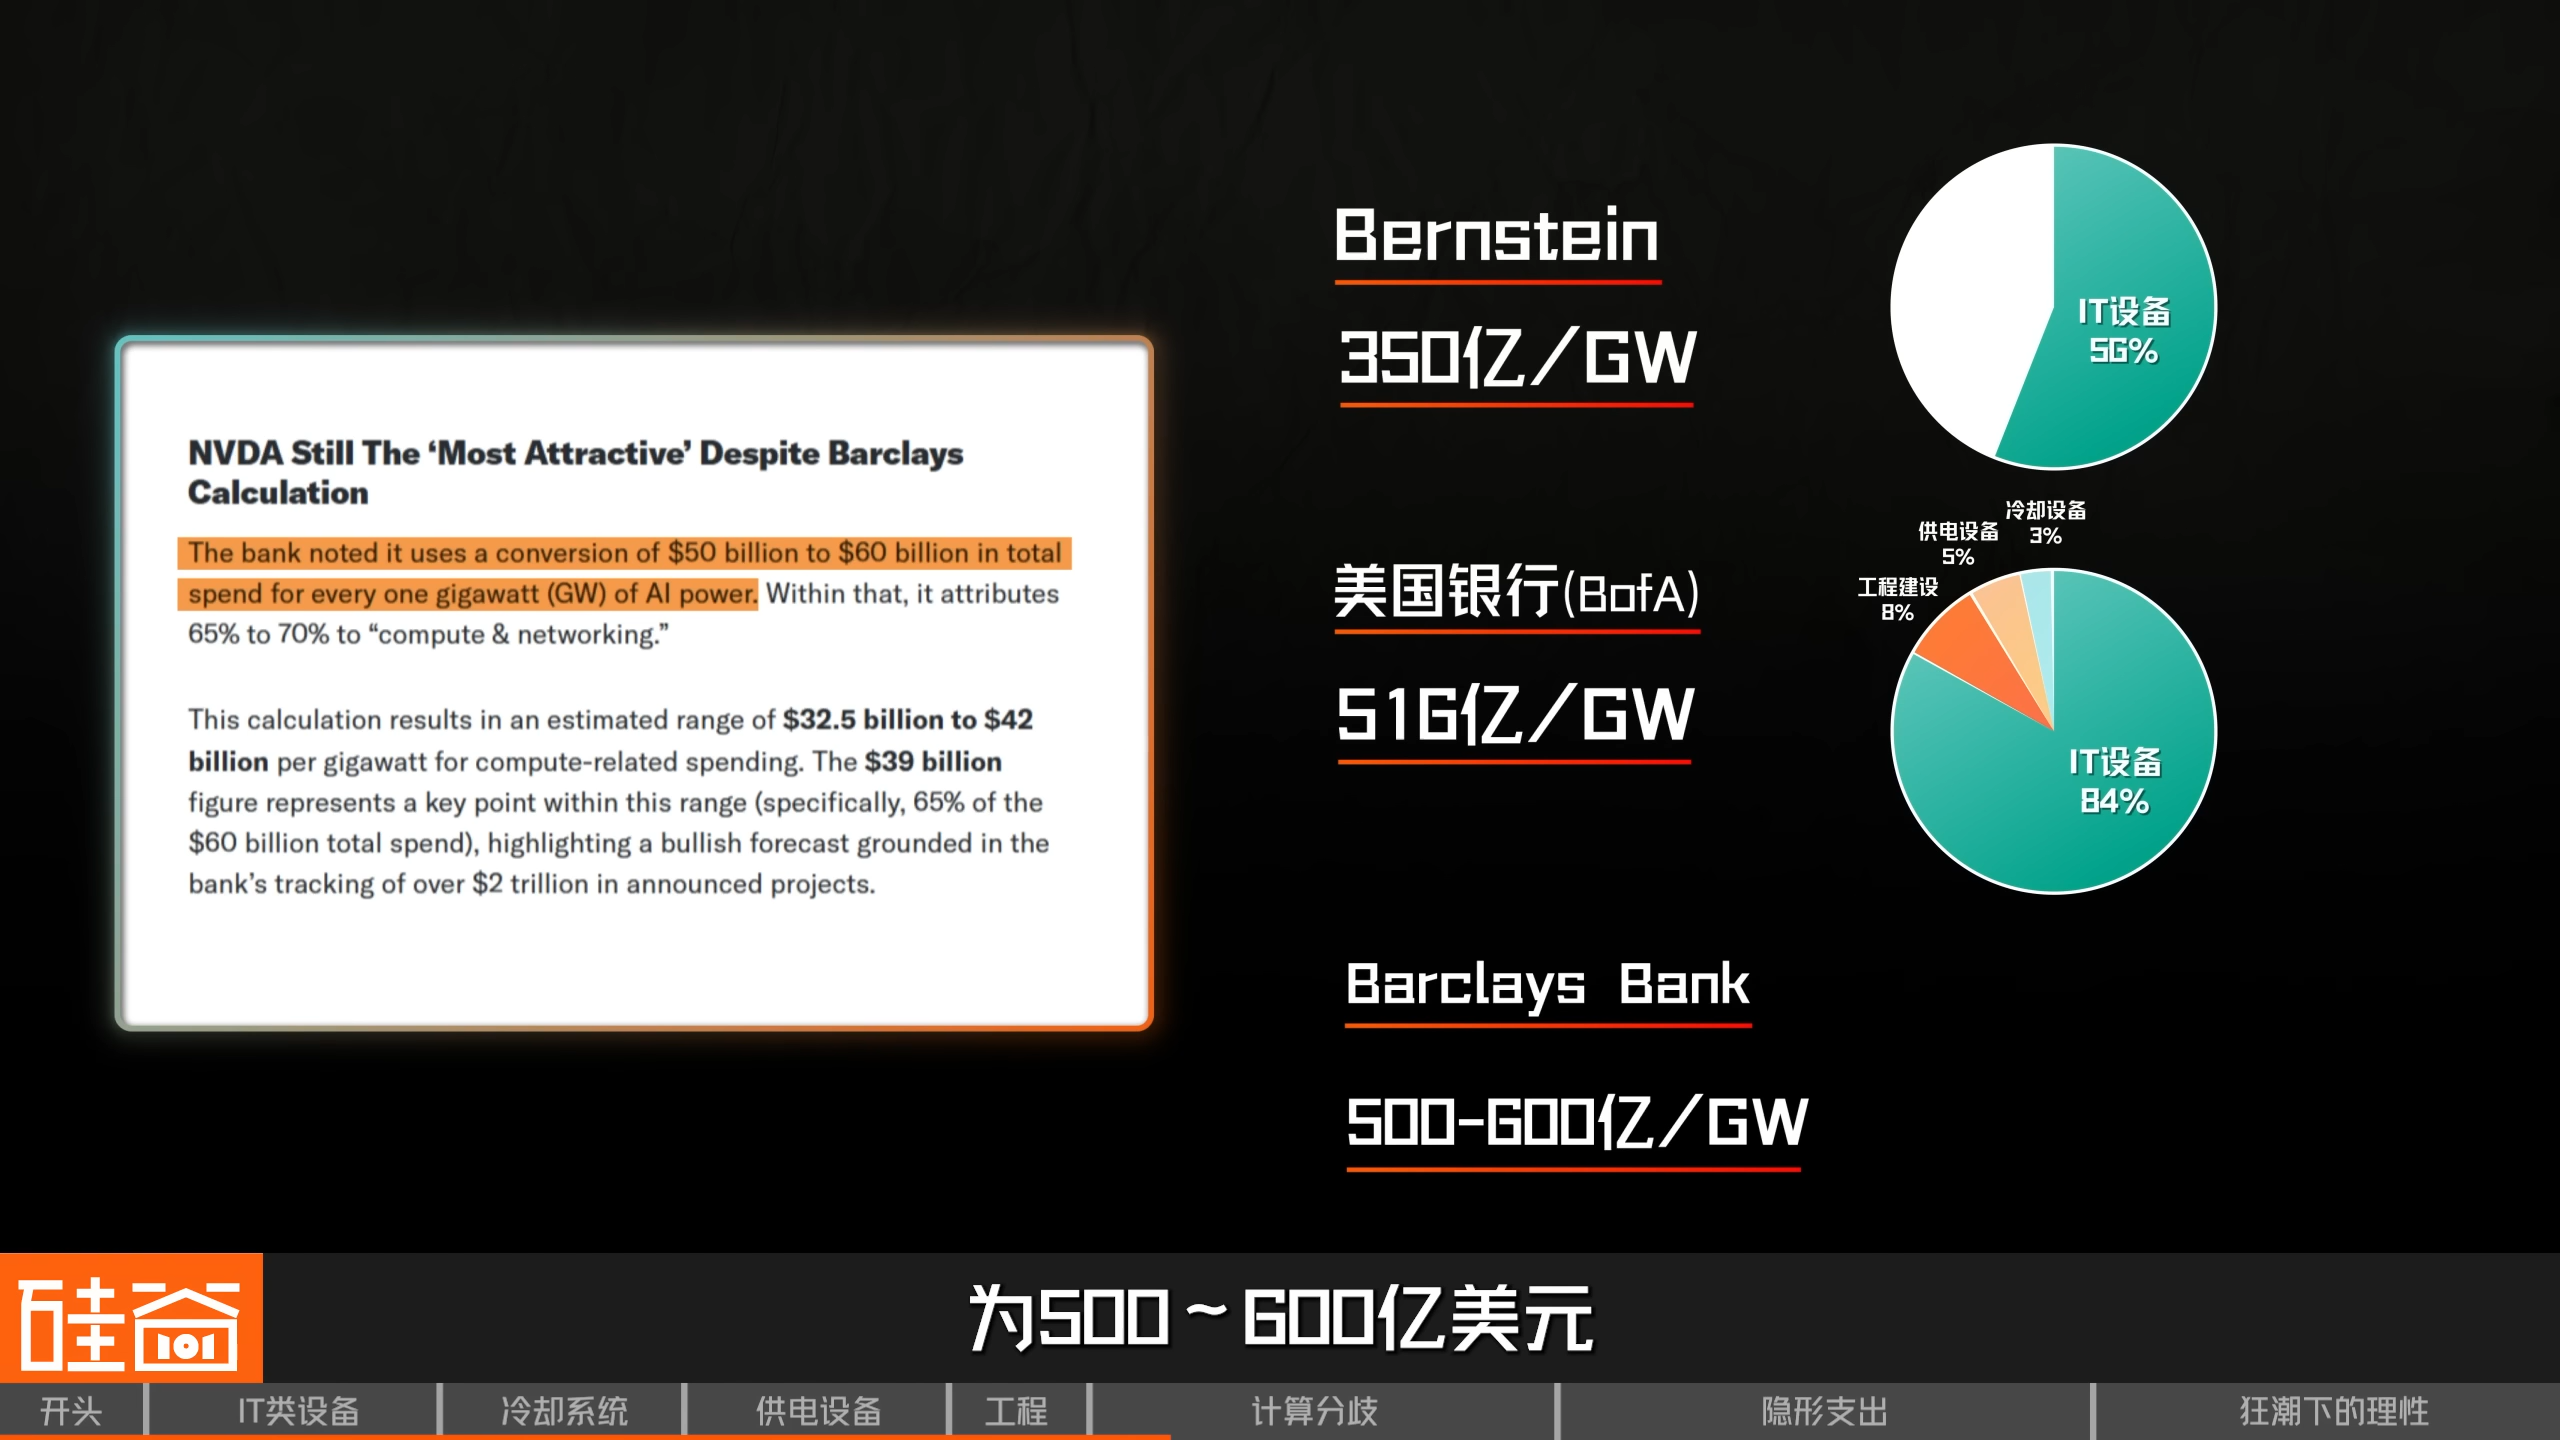 NVDA Still The ‘Most Attractive’ Despite Barclays
Calculation
The bank noted it uses a conversion of $50 billion to $60 billion in total
spend for every one gigawatt (GW) of AI power. Within that, it attributes
65% to 70% to “compute & networking.”
This calculation results in an estimated range of $32.5 billion to $42
billion per gigawatt for compute-related spending. The $39 billion
figure represents a key point within this range (specifically, 65% of the
$60 billion total spend), highlighting a bullish forecast grounded in the
bank’s tracking of over $2 trillion in announced projects.
Bernstein
350亿/GW
IT设备
56%
美国银行(BofA)
516亿/GW
冷却设备
3%
供电设备
5%
工程建设
8%
IT设备
84%
Barclays Bank
500-600亿/GW
硅谷
101
为500~600亿美元
开头
IT类设备
冷却系统
供电设备
工程
计算分歧
隐形支出
狂潮下的理性